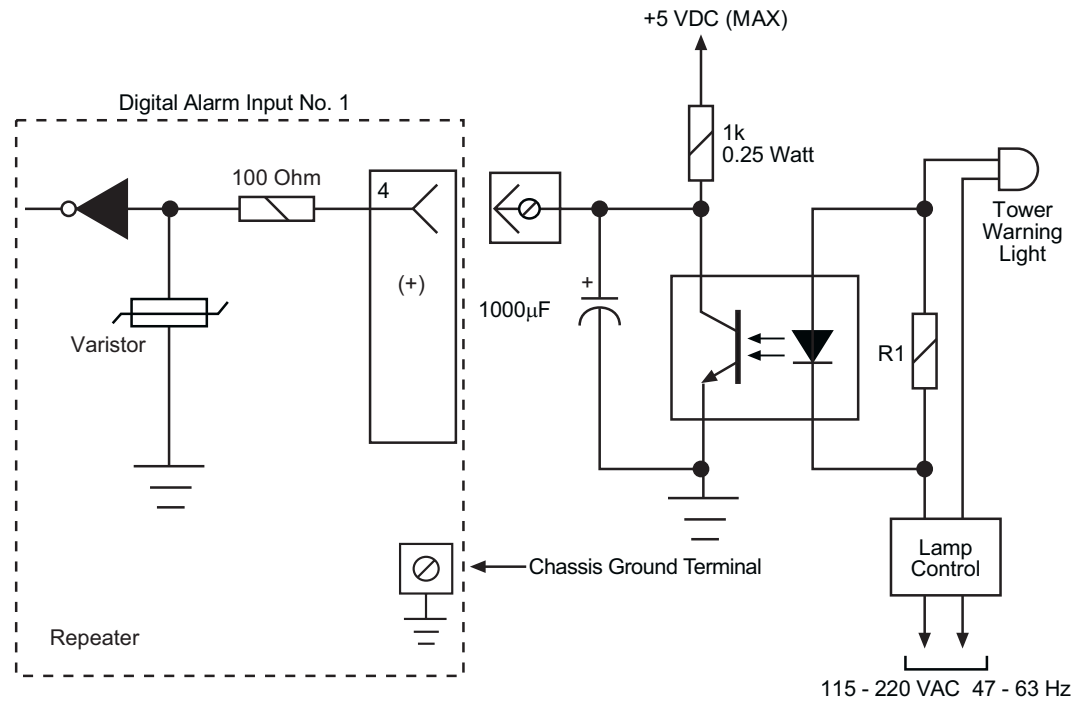 +5 VDC (MAX)
Digital Alarm Input No. 1
1k
0.25 Watt
100 Ohm
4
Tower
Warning
Light
(+)
+
1000μF
Varistor
R1
Lamp
Control
Chassis Ground Terminal
Repeater
115 - 220 VAC 47 - 63 Hz